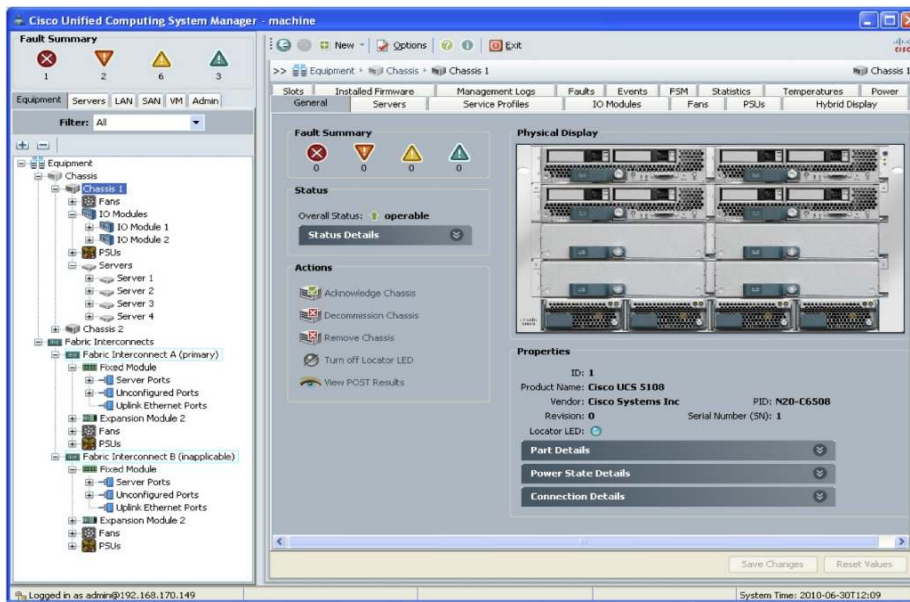 Cisco Unified Computing System Manager - machine
Fault Summary
1 2 6 3
New Options Exit
CISCO
>> Equipment Chassis Chassis 1 Chassis 1
Equipment Servers LAN SAN VM Admin
Filter: All
Slots Installed Firmware Management Logs Faults Events FSM Statistics Temperatures Power
General Servers Service Profiles IO Modules Fans PSUs Hybrid Display
Equipment
Chassis
Chassis 1
Fans
IO Modules
IO Module 1
IO Module 2
PSUs
Servers
Server 1
Server 2
Server 3
Server 4
Chassis 2
Fabric Interconnects
Fabric Interconnect A (primary)
Fixed Module
Server Ports
Unconfigured Ports
Uplink Ethernet Ports
Expansion Module 2
Fans
PSUs
Fabric Interconnect B (inapplicable)
Fixed Module
Server Ports
Unconfigured Ports
Uplink Ethernet Ports
Expansion Module 2
Fans
PSUs
Fault Summary
0 0 0 0
Status
Overall Status: operable
Status Details
Actions
Acknowledge Chassis
Decommission Chassis
Remove Chassis
Turn off Locator LED
View POST Results
Physical Display
Properties
ID: 1
Product Name: Cisco UCS 5108
Vendor: Cisco Systems Inc PID: N20-C6508
Revision: 0 Serial Number (SN): 1
Locator LED:
Part Details
Power State Details
Connection Details
Save Changes Reset Values
Logged in as admin@192.168.170.149 System Time: 2010-06-30T12:09